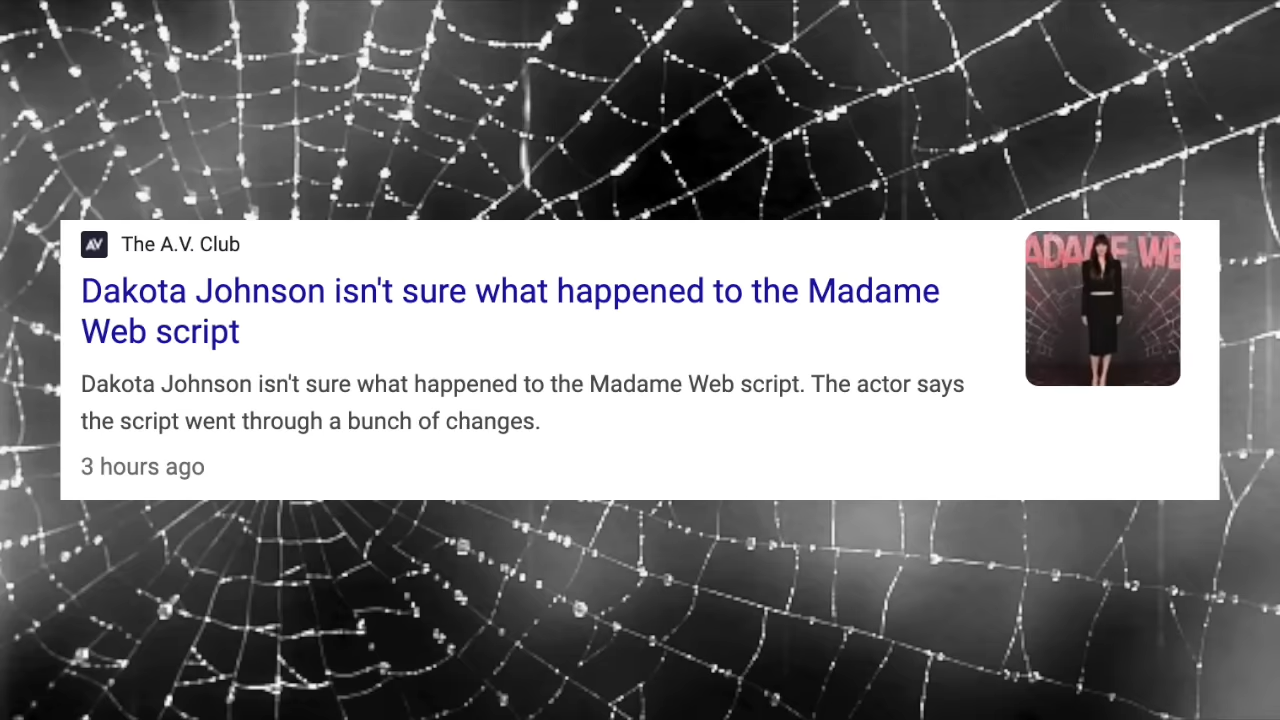 AV The A.V. Club
Dakota Johnson isn't sure what happened to the Madame
Web script
Dakota Johnson isn't sure what happened to the Madame Web script. The actor says
the script went through a bunch of changes.
3 hours ago
ADAME WE